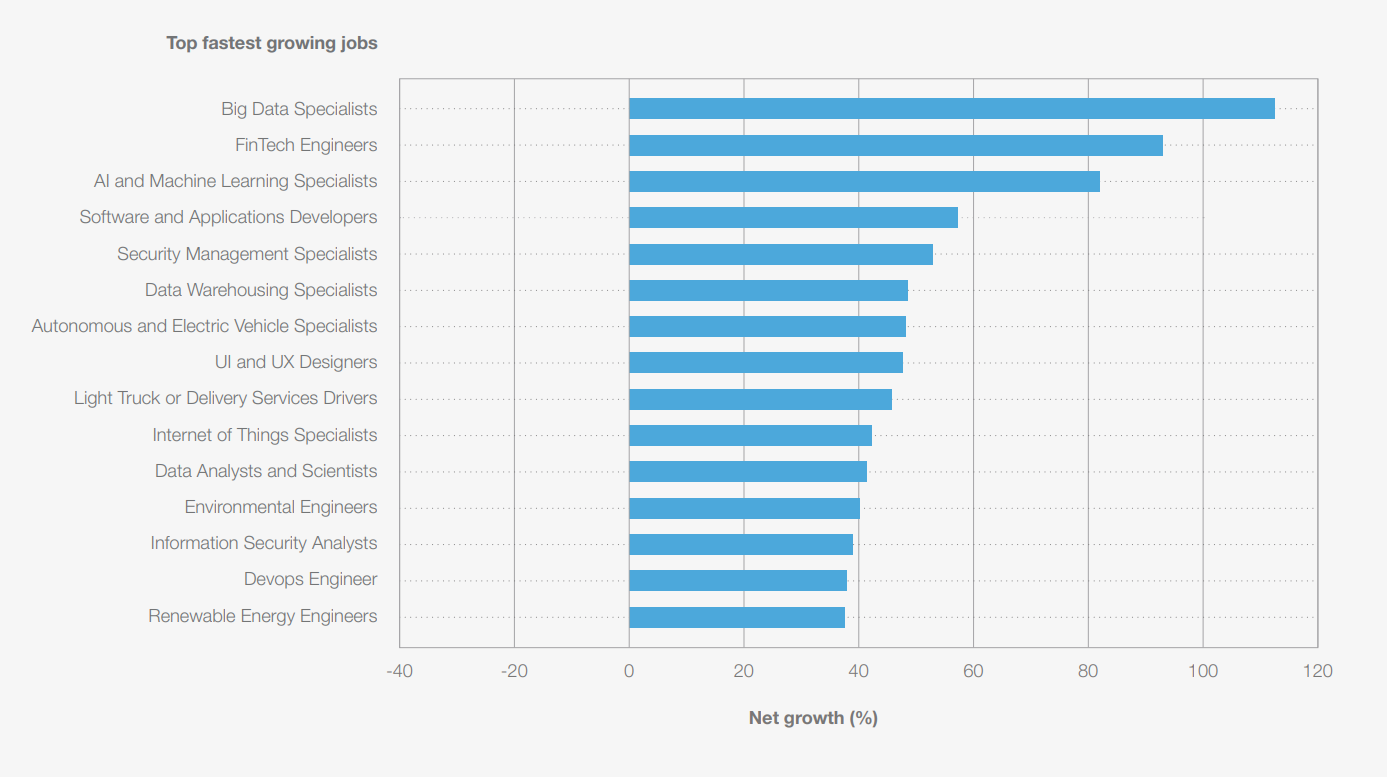 Top fastest growing jobs
Big Data Specialists
FinTech Engineers
AI and Machine Learning Specialists
Software and Applications Developers
Security Management Specialists
Data Warehousing Specialists
Autonomous and Electric Vehicle Specialists
UI and UX Designers
Light Truck or Delivery Services Drivers
Internet of Things Specialists
Data Analysts and Scientists
Environmental Engineers
Information Security Analysts
Devops Engineer
Renewable Energy Engineers
-40 -20 0 20 40 60 80 100 120
Net growth (%)